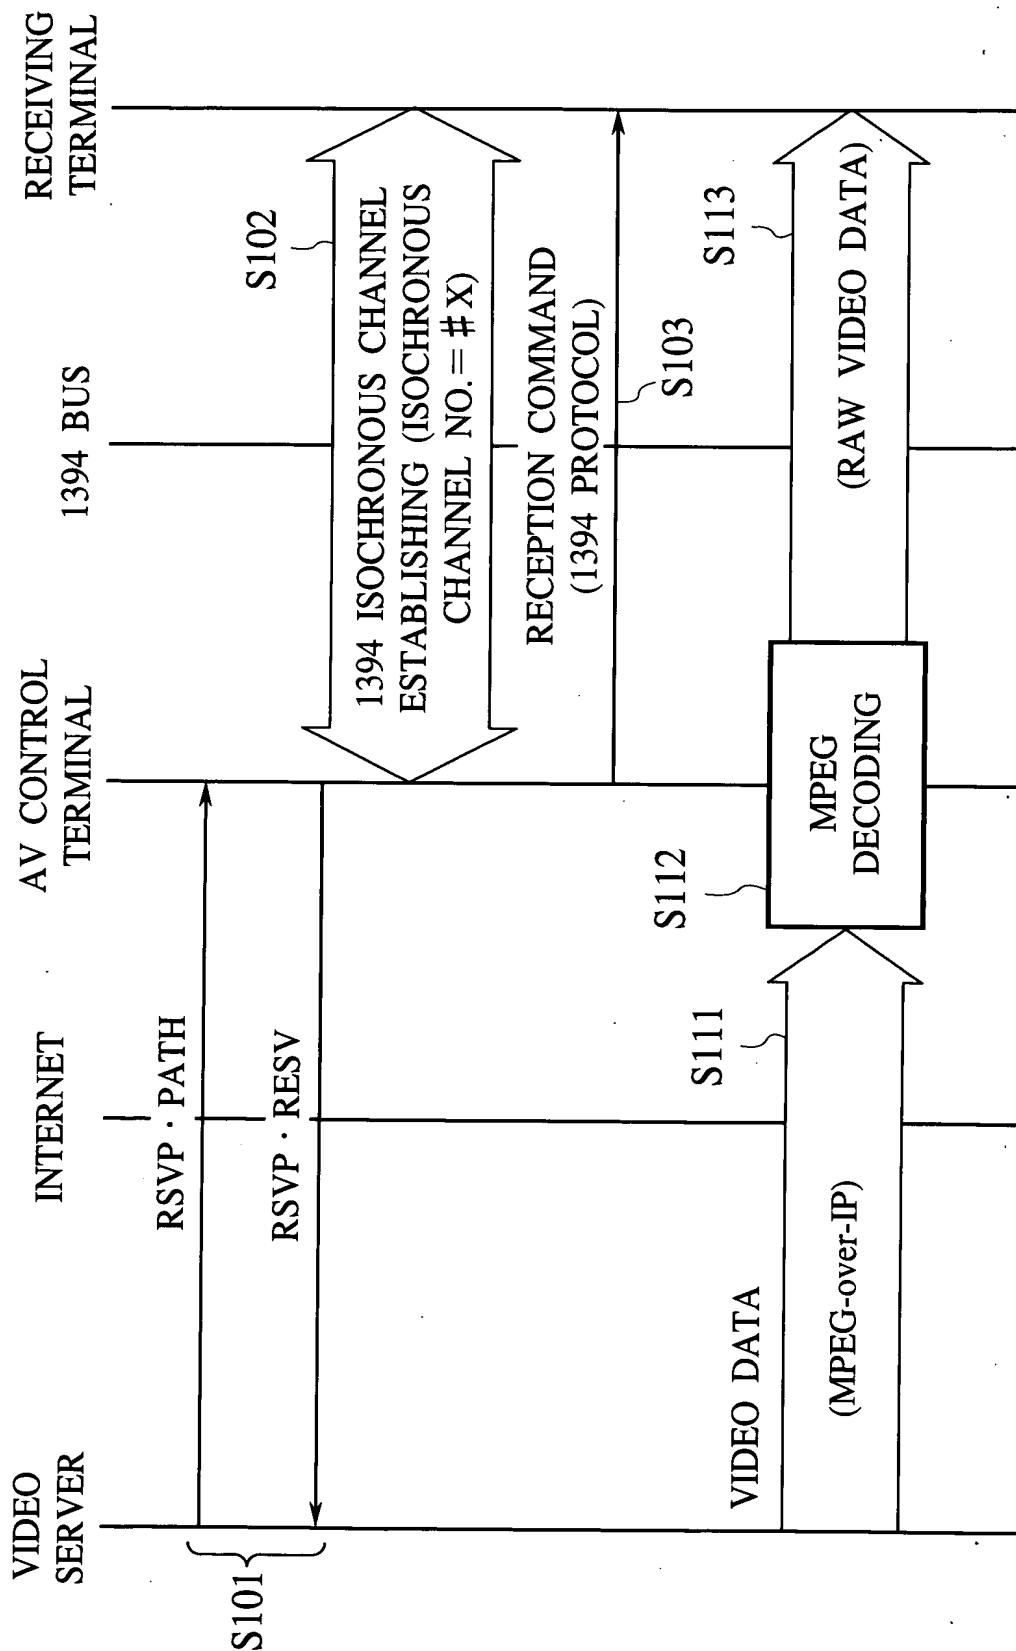 VIDEO
SERVER
INTERNET
AV CONTROL
TERMINAL
1394 BUS
RECEIVING
TERMINAL
S101
RSVP · PATH
RSVP · RESV
S102
1394 ISOCHRONOUS CHANNEL
ESTABLISHING (ISOCHRONOUS
CHANNEL NO. = #X)
RECEPTION COMMAND
(1394 PROTOCOL)
S103
VIDEO DATA
(MPEG-over-IP)
S111
S112
MPEG
DECODING
S113
(RAW VIDEO DATA)